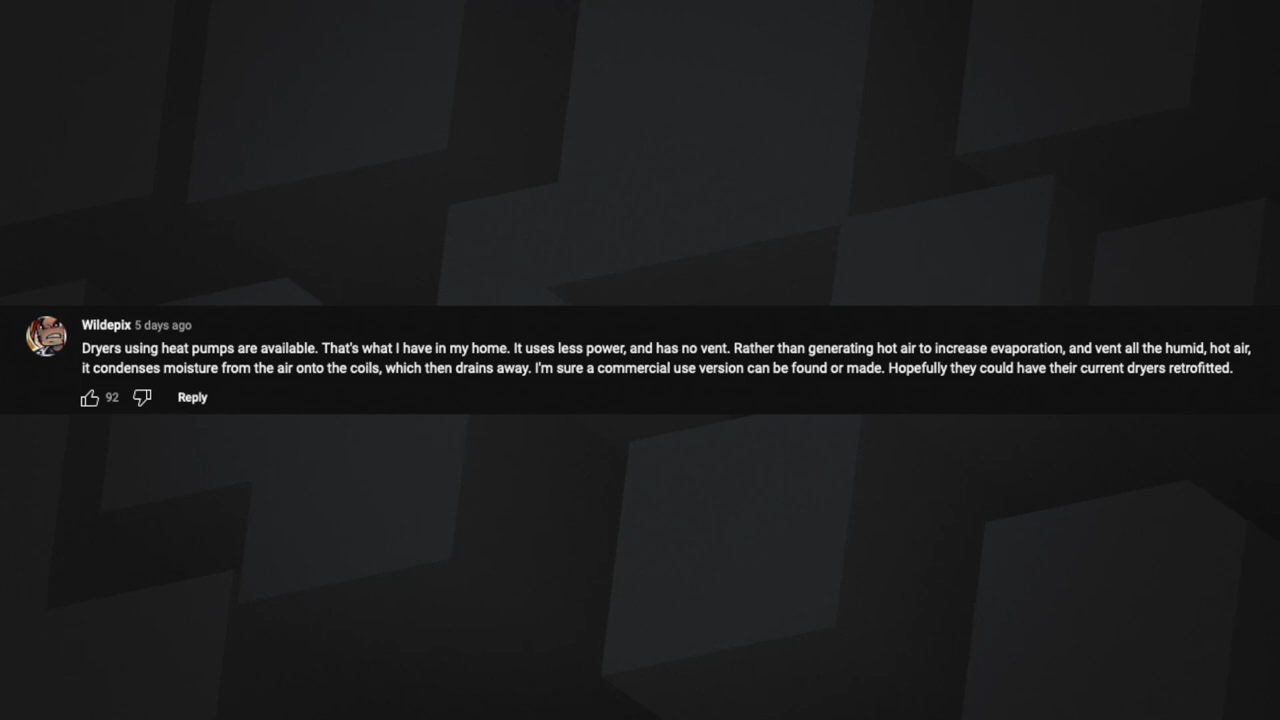 Wildepix 5 days ago
Dryers using heat pumps are available. That's what I have in my home. It uses less power, and has no vent. Rather than generating hot air to increase evaporation, and vent all the humid, hot air,
it condenses moisture from the air onto the coils, which then drains away. I'm sure a commercial use version can be found or made. Hopefully they could have their current dryers retrofitted.
92 Reply